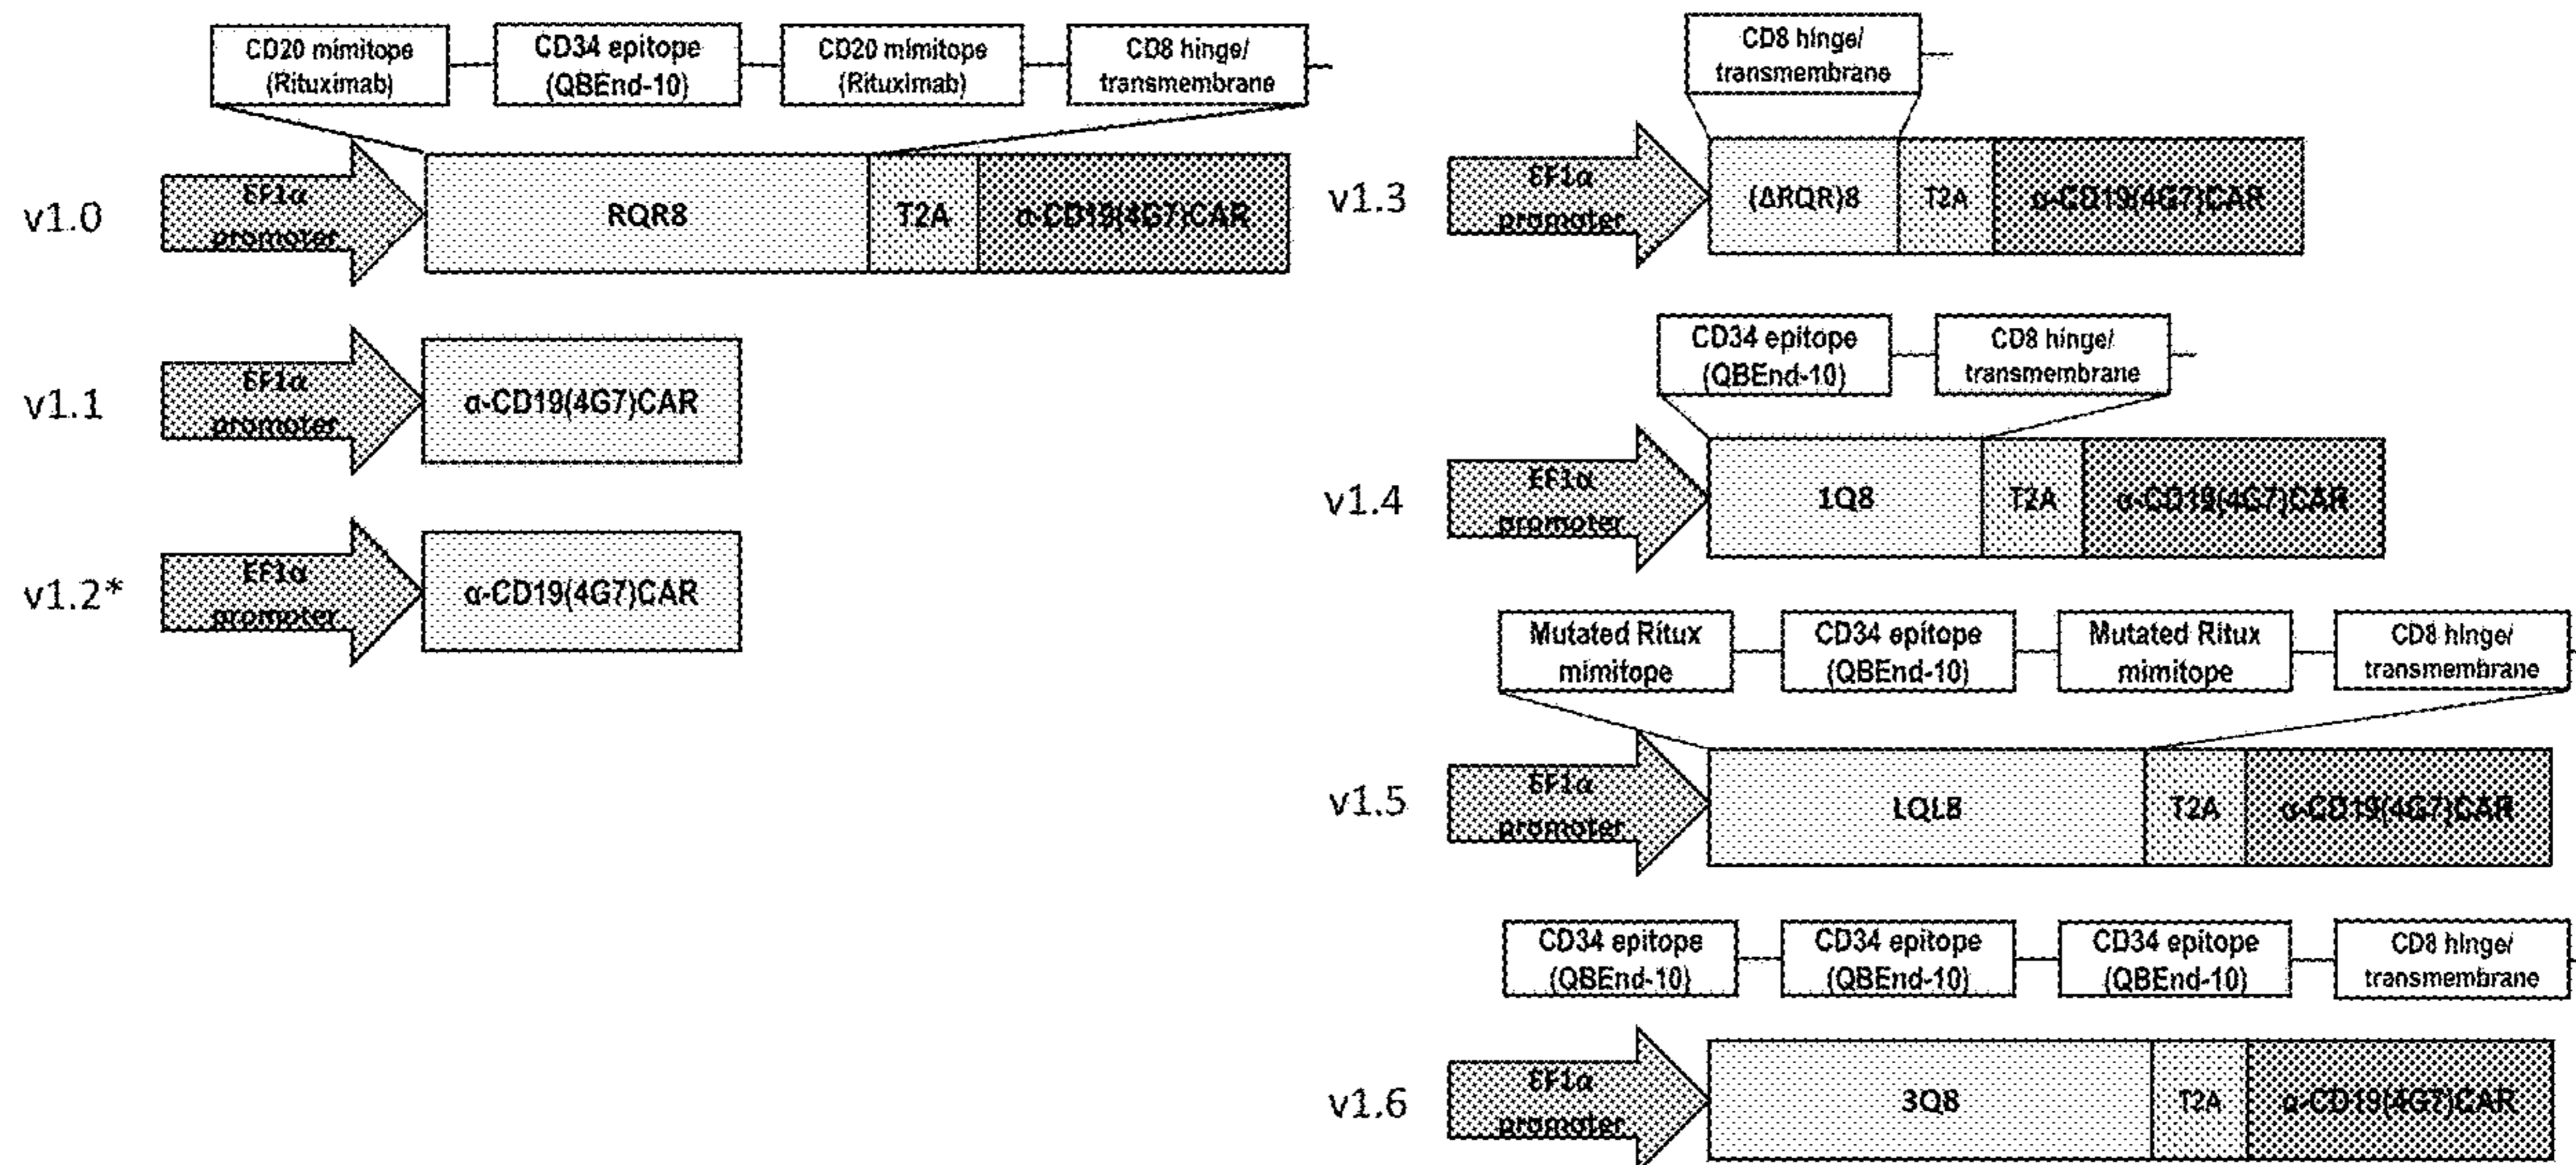 CD20 mimitope
(Rituximab)
CD34 epitope
(QBEnd-10)
CD20 mimitope
(Rituximab)
CD8 hinge/
transmembrane
v1.0
EF1α
promoter
RQR8
T2A
α-CD19(4G7)CAR
v1.1
EF1α
promoter
α-CD19(4G7)CAR
v1.2*
EF1α
promoter
α-CD19(4G7)CAR
CD8 hinge/
transmembrane
v1.3
EF1α
promoter
(ΔRQR)8
T2A
α-CD19(4G7)CAR
CD34 epitope
(QBEnd-10)
CD8 hinge/
transmembrane
v1.4
EF1α
promoter
1Q8
T2A
α-CD19(4G7)CAR
Mutated Ritux
mimitope
CD34 epitope
(QBEnd-10)
Mutated Ritux
mimitope
CD8 hinge/
transmembrane
v1.5
EF1α
promoter
LQL8
T2A
α-CD19(4G7)CAR
CD34 epitope
(QBEnd-10)
CD34 epitope
(QBEnd-10)
CD34 epitope
(QBEnd-10)
CD8 hinge/
transmembrane
v1.6
EF1α
promoter
3Q8
T2A
α-CD19(4G7)CAR